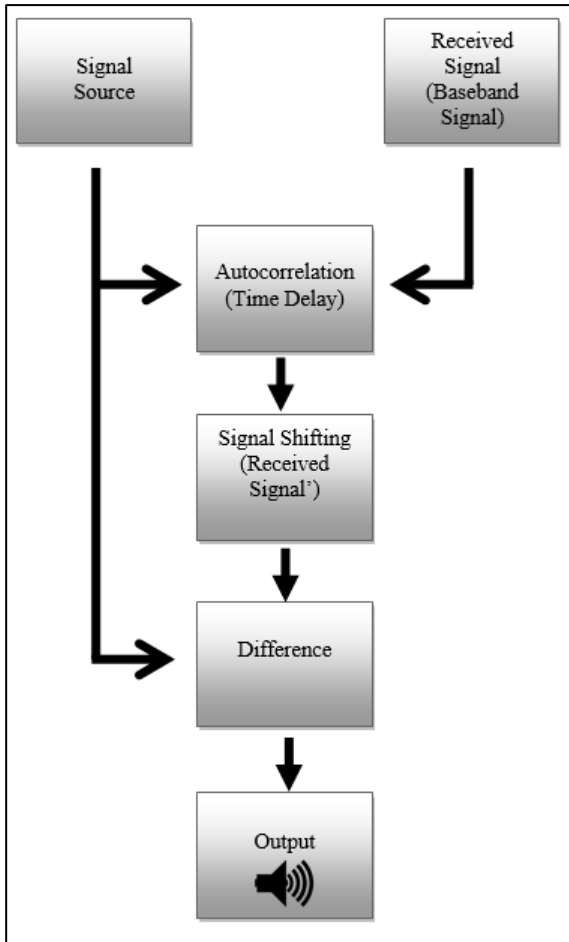 Signal
Source
Received
Signal
(Baseband
Signal)
Autocorrelation
(Time Delay)
Signal Shifting
(Received
Signal’)
Difference
Output